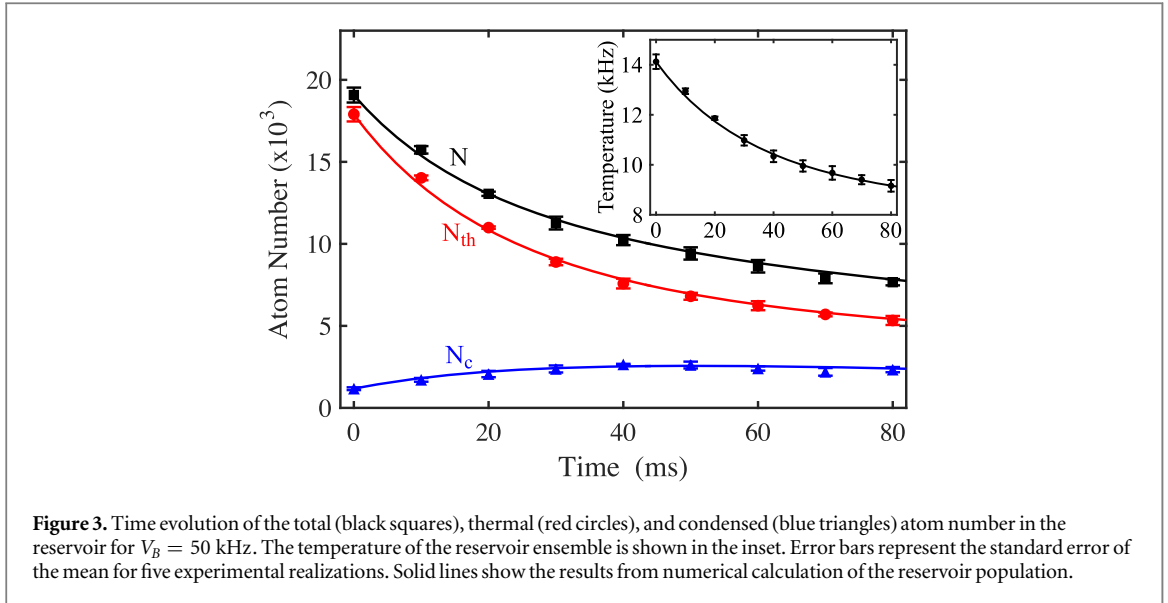 20
15
10
5
0
Atom Number (x10³)
N
N_th
N_c
14
12
10
8
Temperature (kHz)
0 20 40 60 80
0 20 40 60 80
Time (ms)
Figure 3. Time evolution of the total (black squares), thermal (red circles), and condensed (blue triangles) atom number in the
reservoir for V_B = 50 kHz. The temperature of the reservoir ensemble is shown in the inset. Error bars represent the standard error of
the mean for five experimental realizations. Solid lines show the results from numerical calculation of the reservoir population.